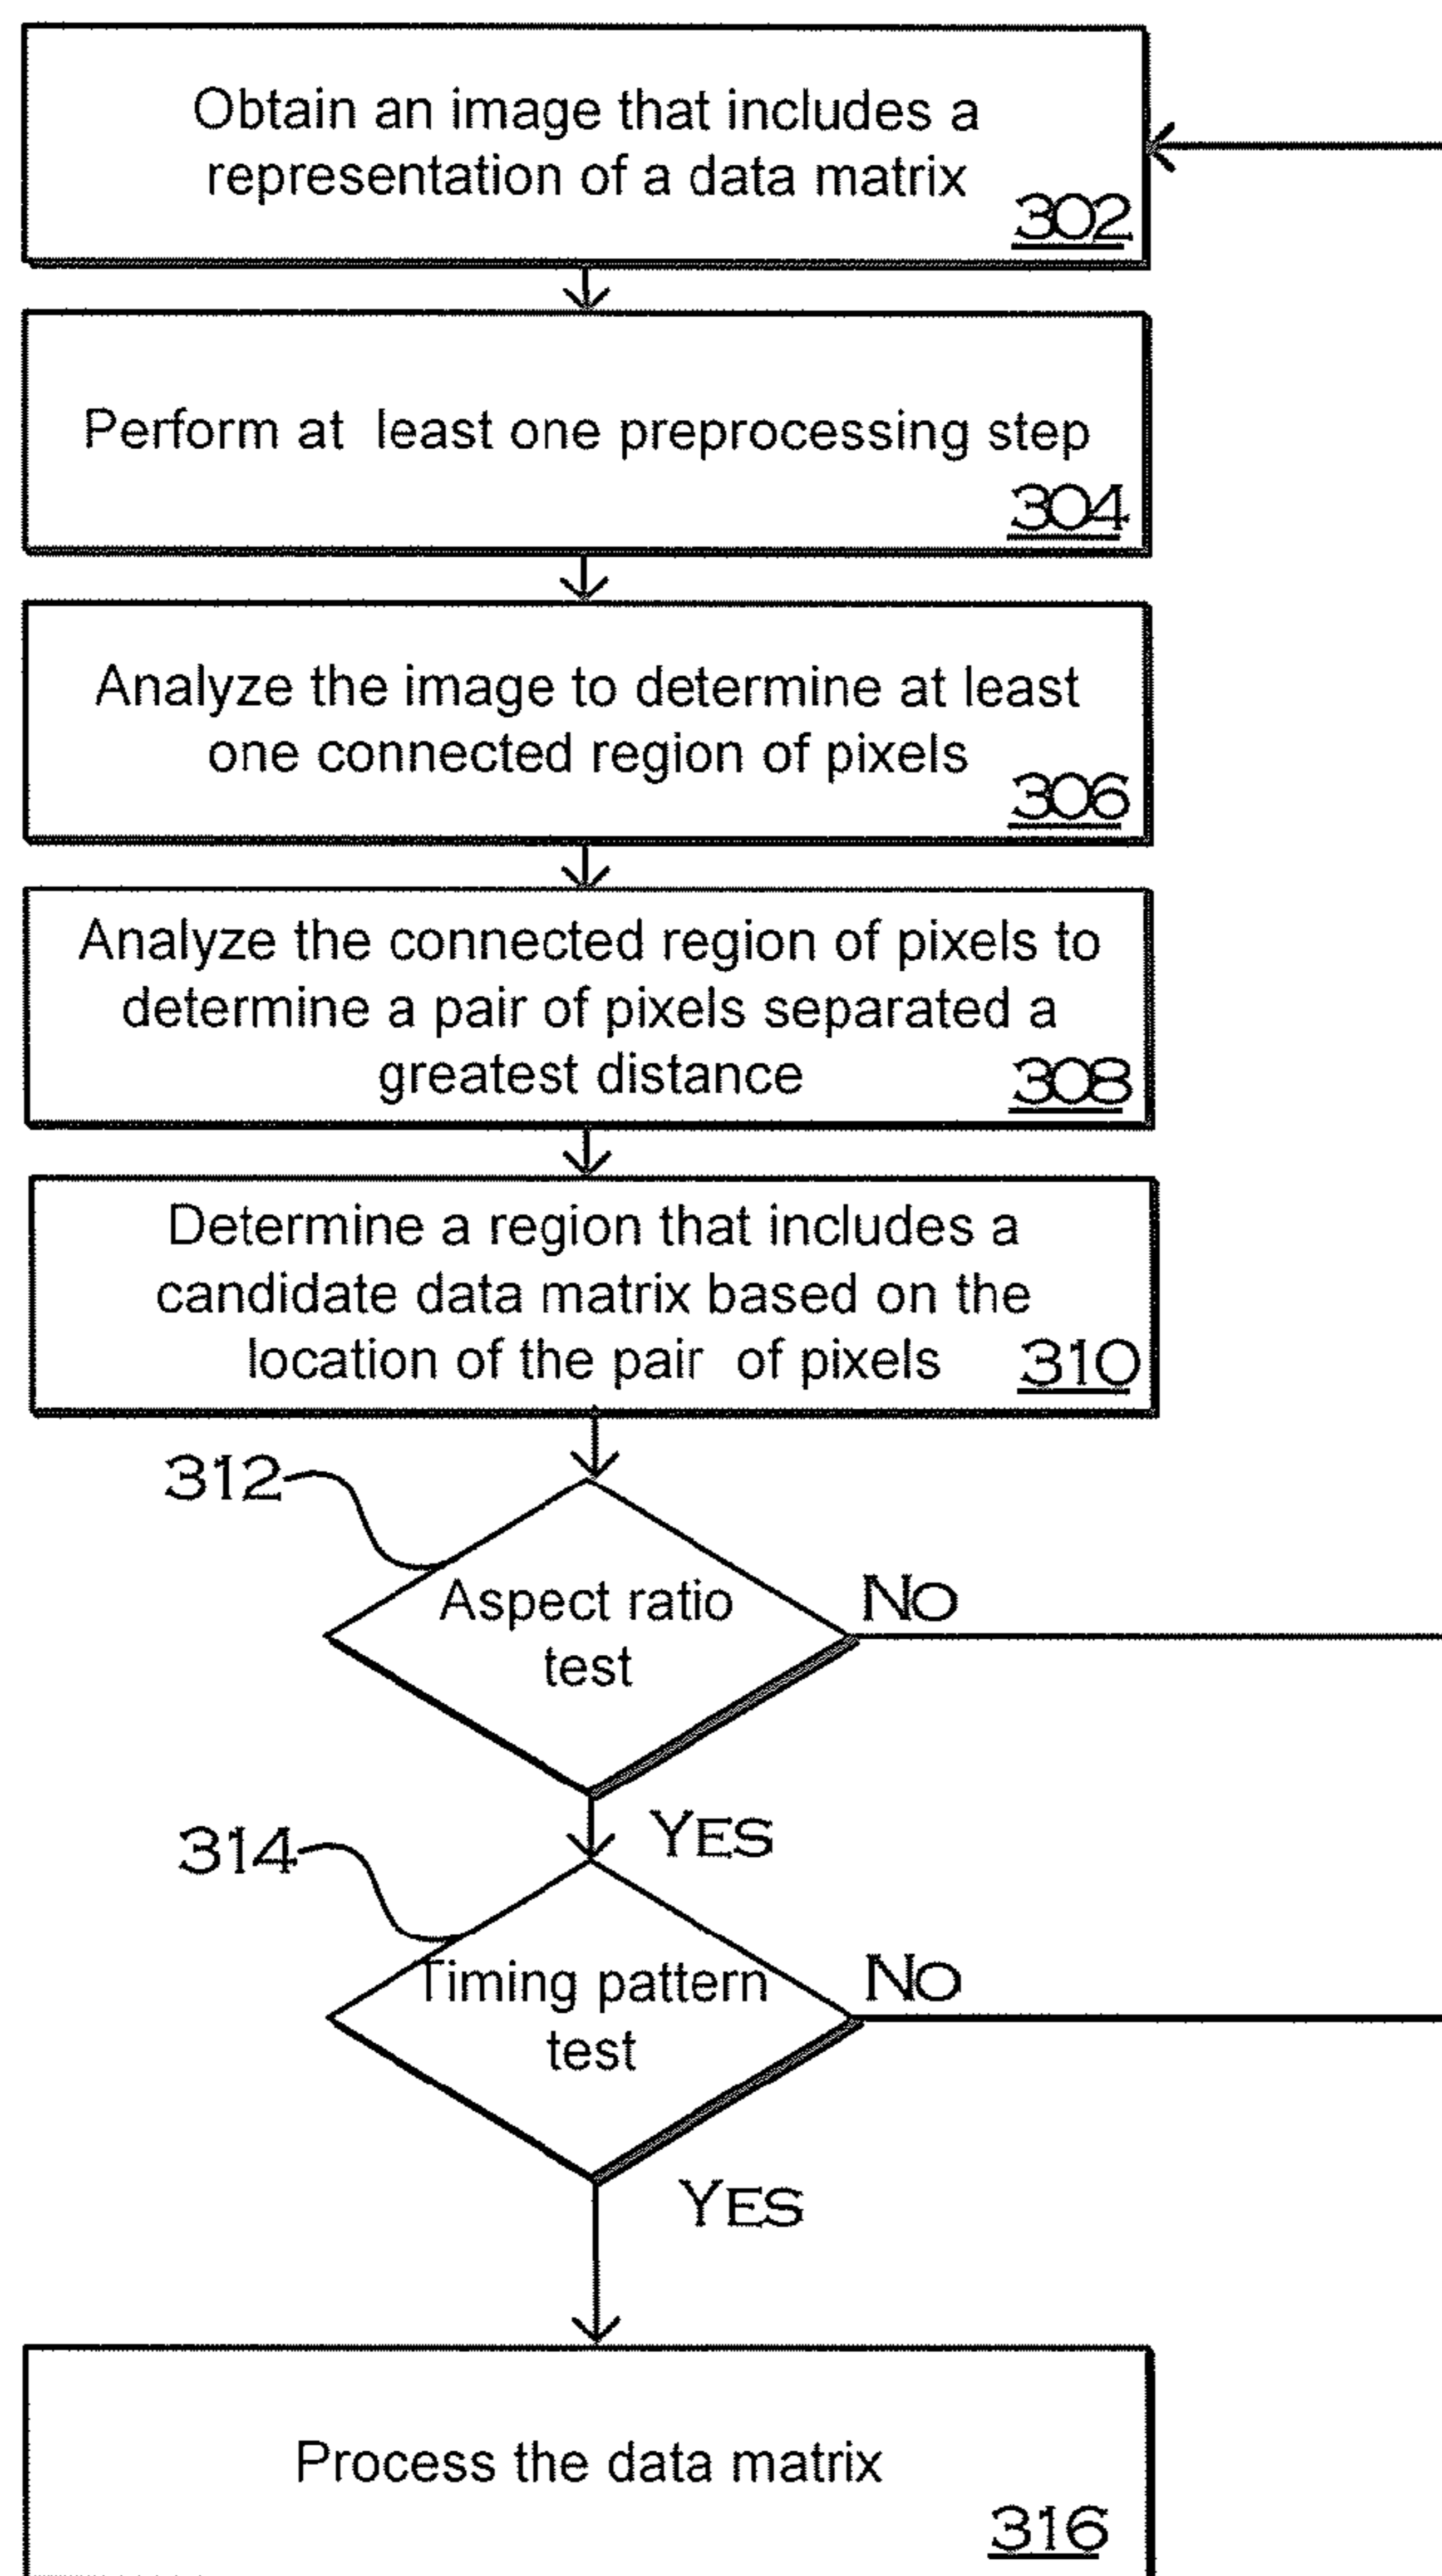 Obtain an image that includes a
representation of a data matrix
302
Perform at least one preprocessing step
304
Analyze the image to determine at least
one connected region of pixels
306
Analyze the connected region of pixels to
determine a pair of pixels separated a
greatest distance
308
Determine a region that includes a
candidate data matrix based on the
location of the pair of pixels
310
312
Aspect ratio
test
NO
YES
314
Timing pattern
test
NO
YES
Process the data matrix
316